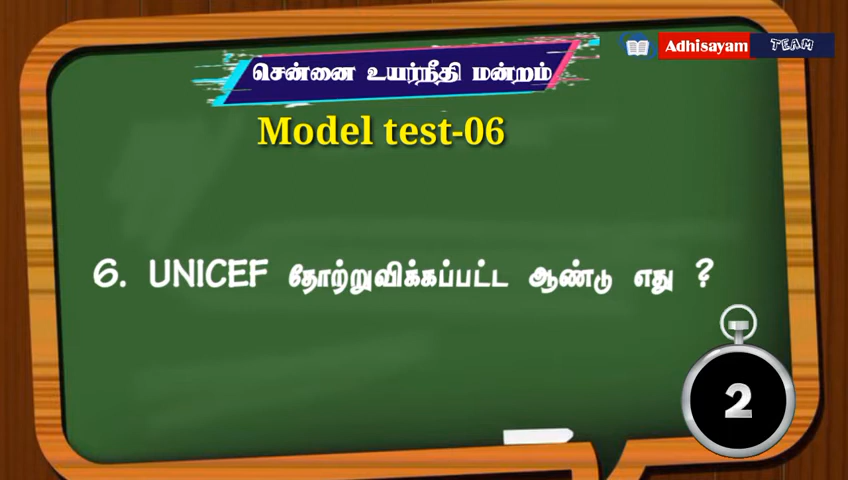 Adhisayam TEAM
சென்னை உயர்நீதி மன்றம்
Model test-06
6. UNICEF தோற்றுவிக்கப்பட்ட ஆண்டு எது ?
2